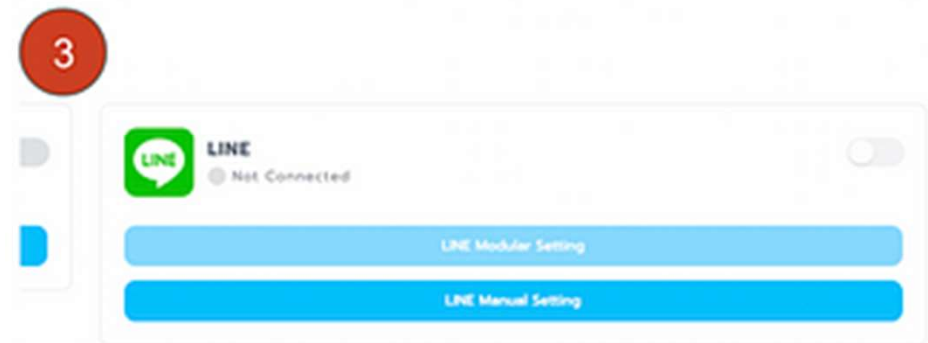 3
LINE
LINE
Not Connected
LINE Modular Setting
LINE Manual Setting